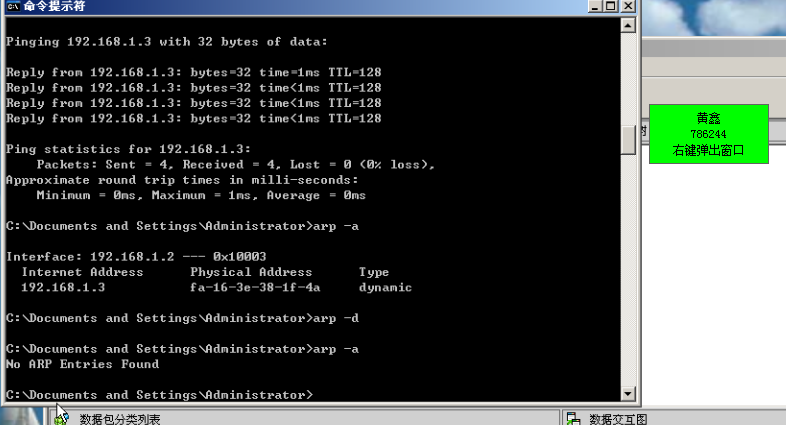 命令提示符
Pinging 192.168.1.3 with 32 bytes of data:
Reply from 192.168.1.3: bytes=32 time=1ms TTL=128
Reply from 192.168.1.3: bytes=32 time<1ms TTL=128
Reply from 192.168.1.3: bytes=32 time<1ms TTL=128
Reply from 192.168.1.3: bytes=32 time<1ms TTL=128
Ping statistics for 192.168.1.3:
Packets: Sent = 4, Received = 4, Lost = 0 (0% loss),
Approximate round trip times in milli-seconds:
Minimum = 0ms, Maximum = 1ms, Average = 0ms
C:\Documents and Settings\Administrator>arp -a
Interface: 192.168.1.2 --- 0x10003
Internet Address Physical Address Type
192.168.1.3 fa-16-3e-38-1f-4a dynamic
C:\Documents and Settings\Administrator>arp -d
C:\Documents and Settings\Administrator>arp -a
No ARP Entries Found
C:\Documents and Settings\Administrator>
黄鑫
786244
右键弹出窗口
数据包分类列表
数据交互图